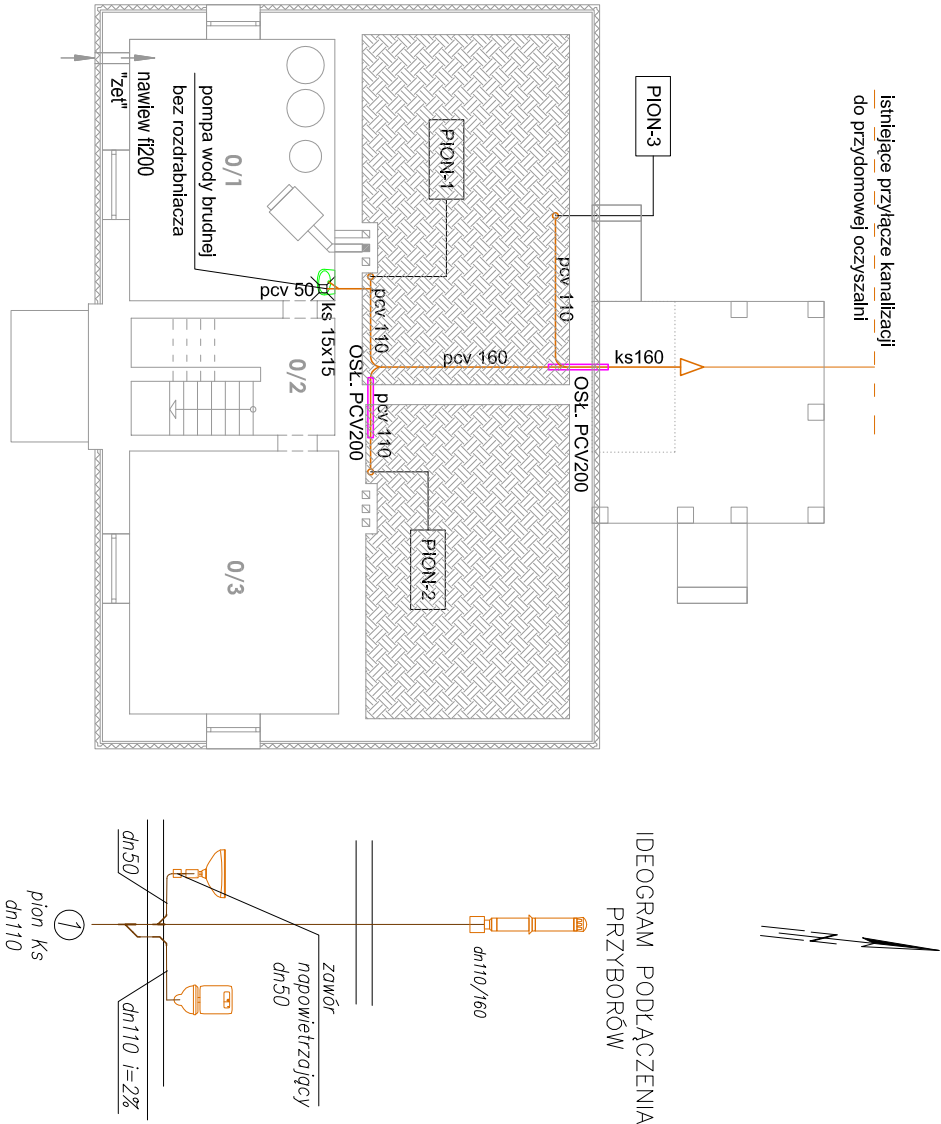 istniejące przyłącze kanalizacji
do przydomowej oczyszalni
PION-3
PION-1
nawiew fi200
"zet"
pompa wody brudnej
bez rozdrabniacza
0/1
pcv 50
ks 15x15
pcv 110
pcv 110
pcv 160
ks160
OSŁ. PCV200
OSŁ. PCV200
pcv 110
0/2
PION-2
0/3
IDEOGRAM PODŁĄCZENIA
PRZYBORÓW
N
dn110/160
zawór
napowietrzający
dn50
dn50
dn110 i=2%
1
pion Ks
dn110